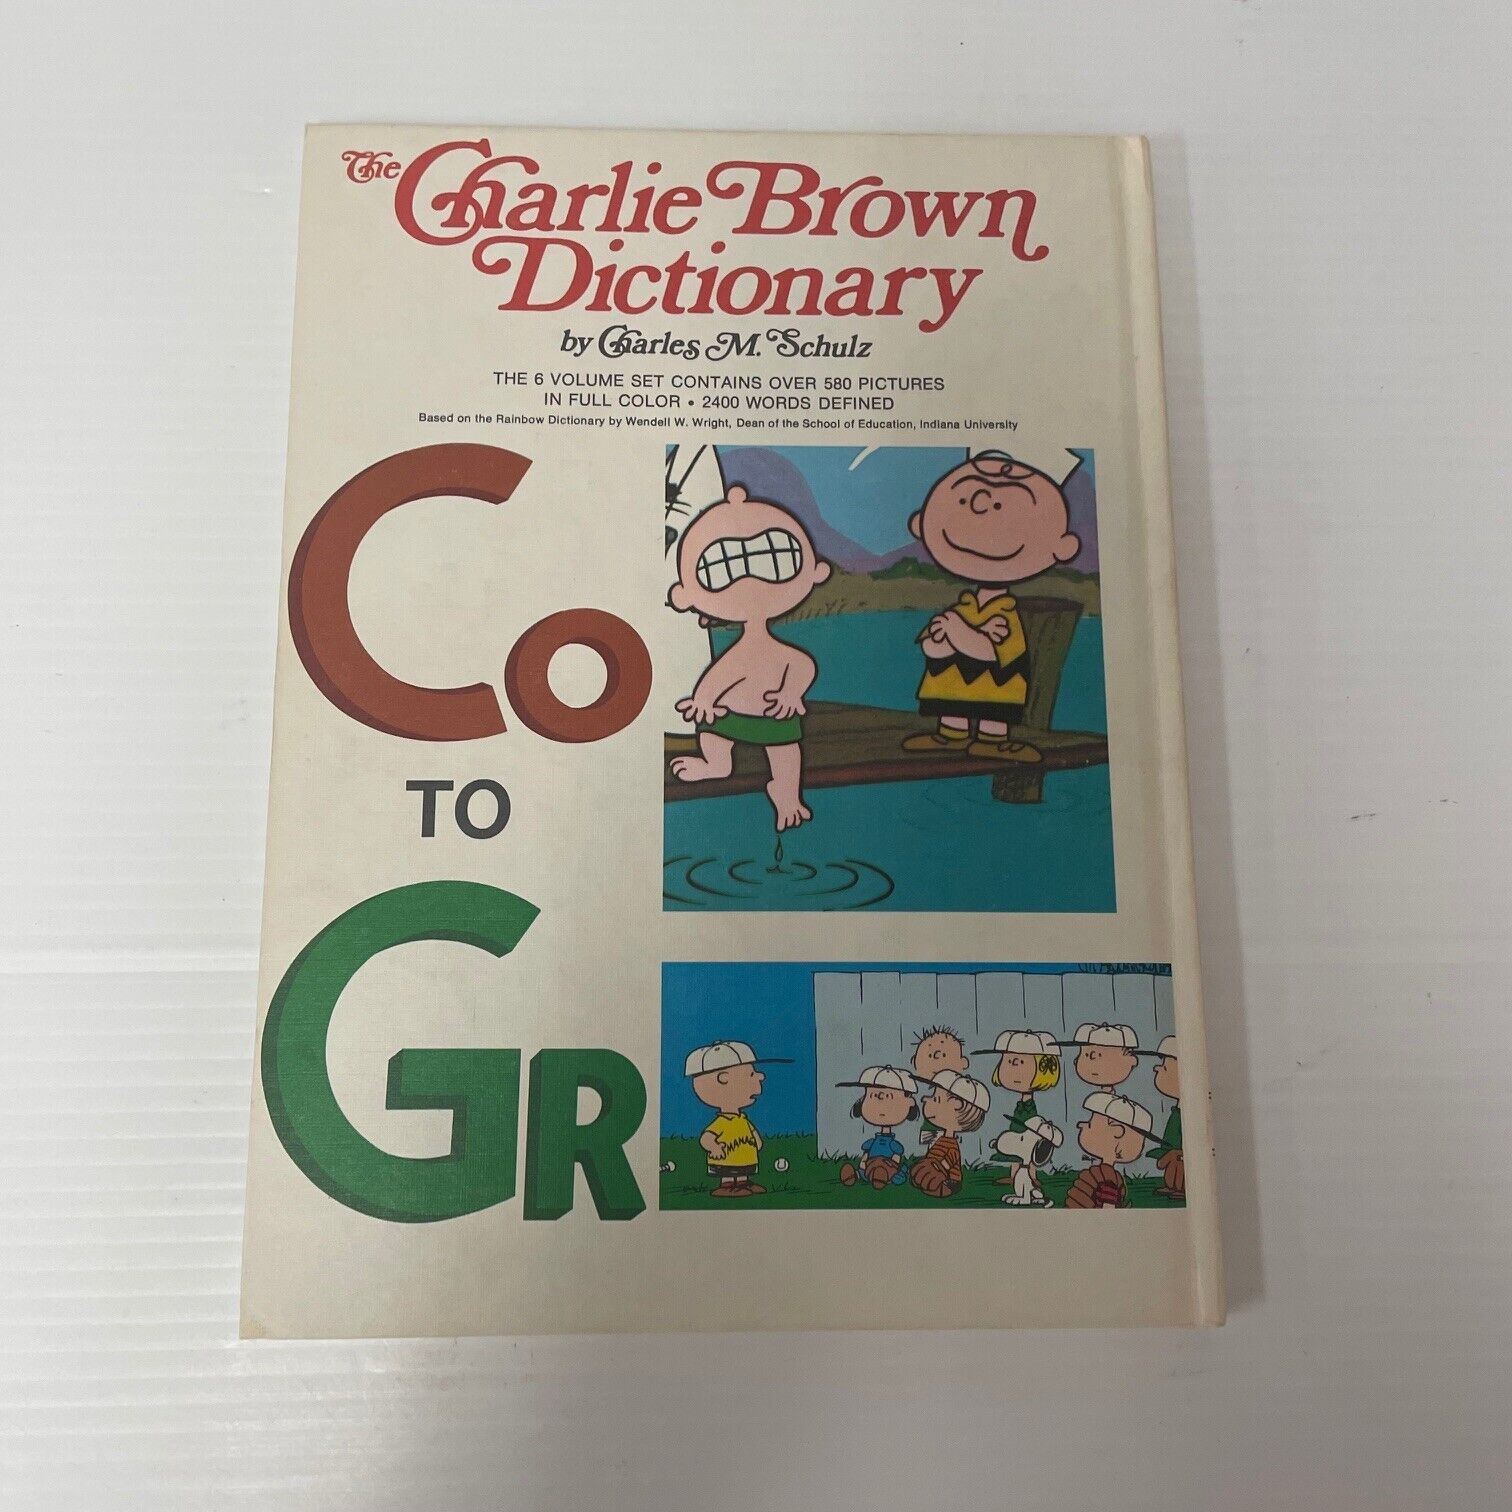 The Charlie Brown
Dictionary
by Charles M. Schulz
THE 6 VOLUME SET CONTAINS OVER 580 PICTURES
IN FULL COLOR • 2400 WORDS DEFINED
Based on the Rainbow Dictionary by Wendell W. Wright, Dean of the School of Education, Indiana University
Co
TO
GR
MANAG